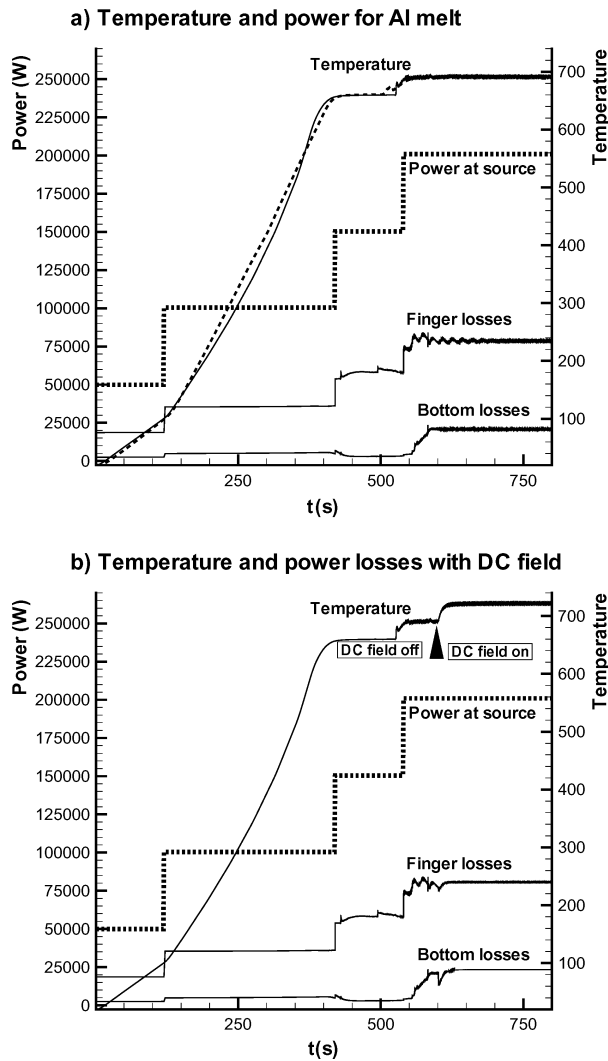 a) Temperature and power for Al melt
Power (W)
Temperature
250000
225000
200000
175000
150000
125000
100000
75000
50000
25000
0
700
600
500
400
300
200
100
Temperature
Power at source
Finger losses
Bottom losses
250
500
750
t(s)
b) Temperature and power losses with DC field
Power (W)
Temperature
250000
225000
200000
175000
150000
125000
100000
75000
50000
25000
0
700
600
500
400
300
200
100
Temperature
DC field off
DC field on
Power at source
Finger losses
Bottom losses
250
500
750
t(s)